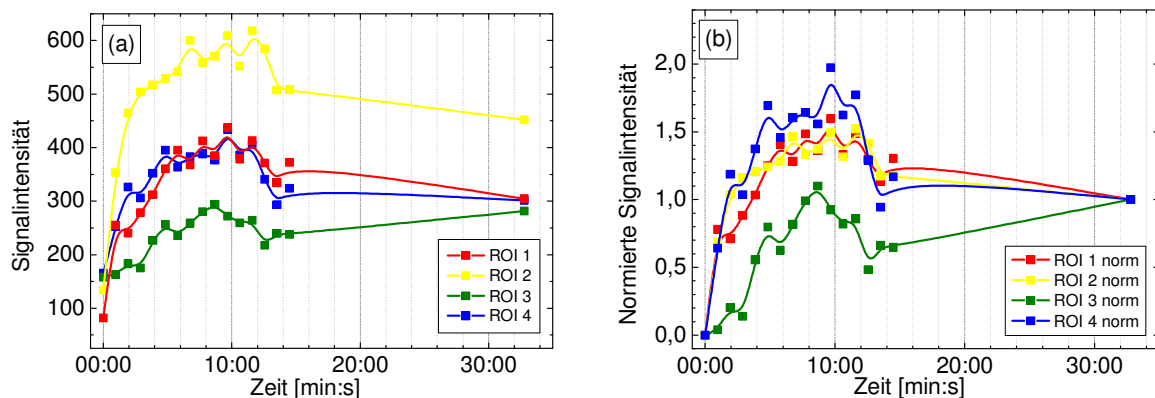 (a)
Signalintensität
600
500
400
300
200
100
ROI 1
ROI 2
ROI 3
ROI 4
00:00 10:00 20:00 30:00
Zeit [min:s]
(b)
Normierte Signalintensität
2,0
1,5
1,0
0,5
0,0
ROI 1 norm
ROI 2 norm
ROI 3 norm
ROI 4 norm
00:00 10:00 20:00 30:00
Zeit [min:s]